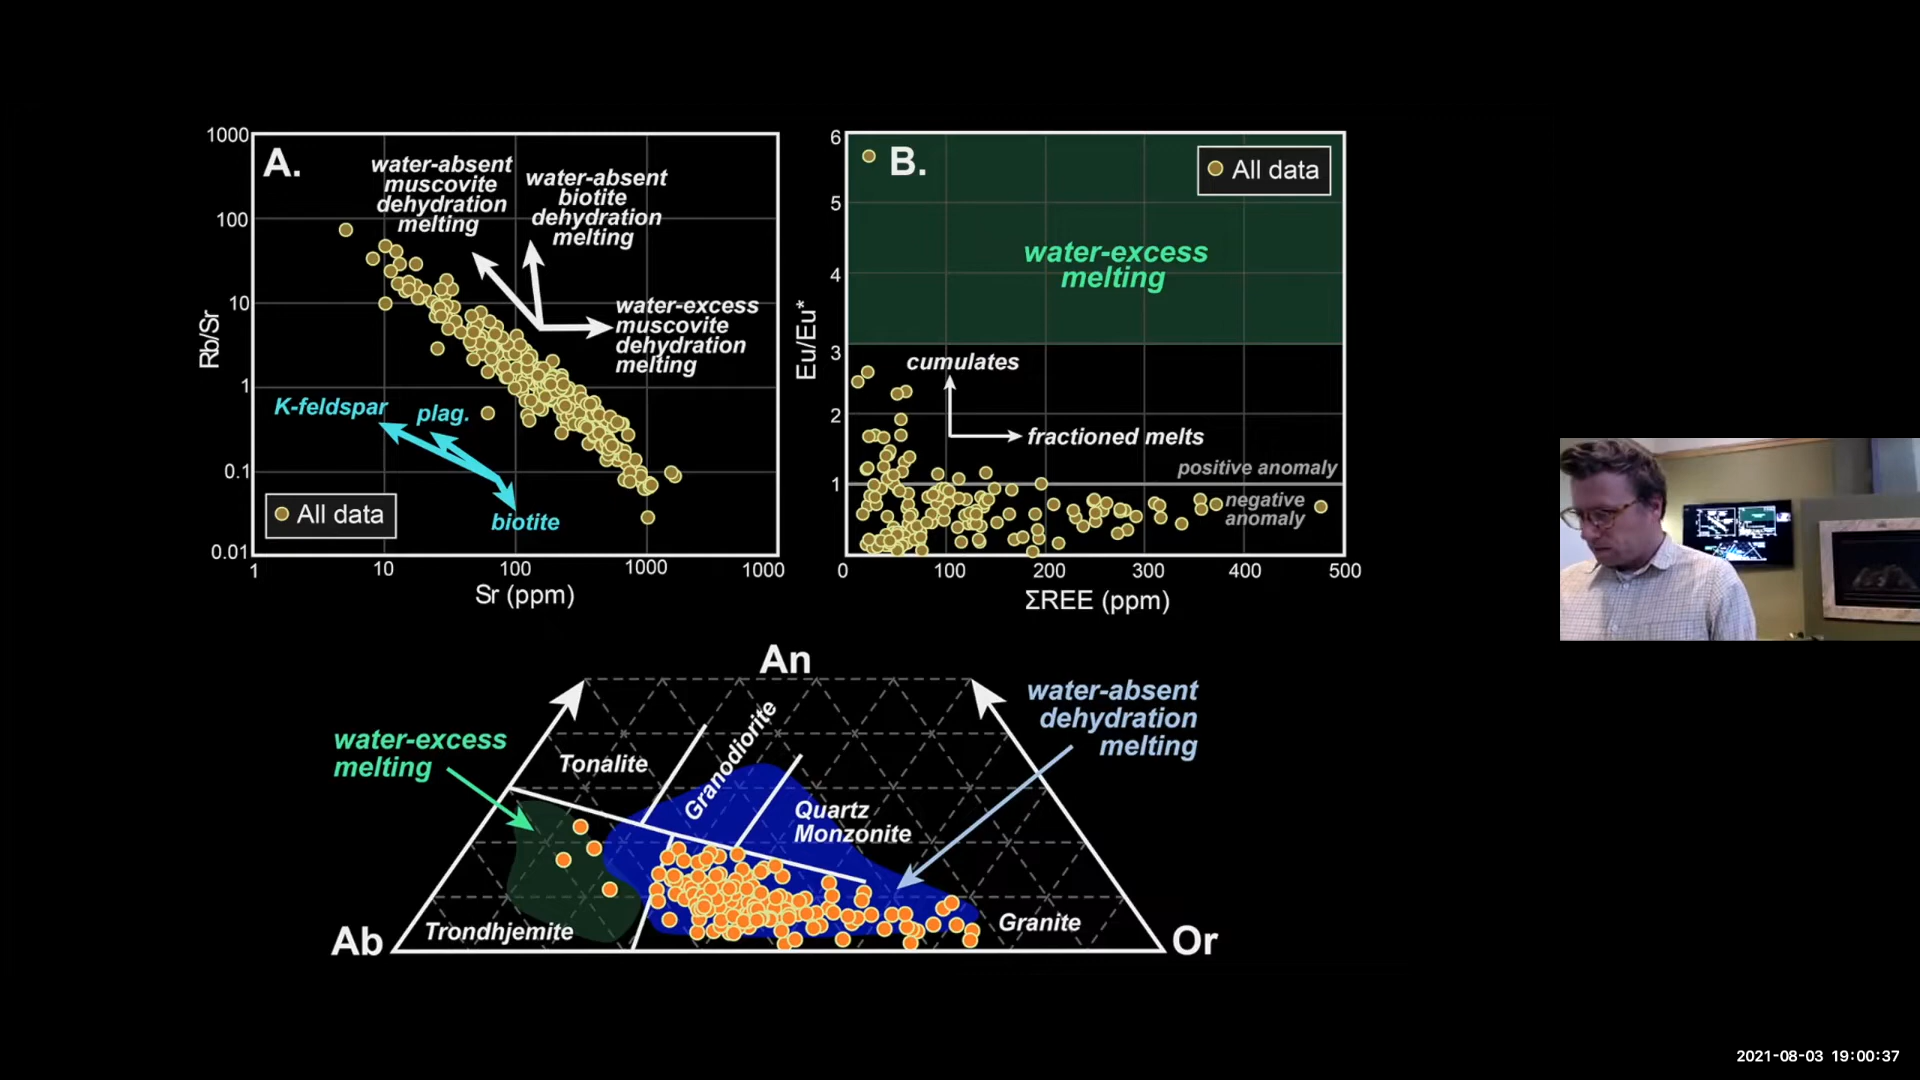 A.
1000
100
10
1
0.1
0.01
Rb/Sr
water-absent
muscovite
dehydration
melting
water-absent
biotite
dehydration
melting
water-excess
muscovite
dehydration
melting
K-feldspar
plag.
biotite
All data
1
10
100
1000
1000
Sr (ppm)
B.
6
5
4
3
2
1
Eu/Eu*
All data
water-excess
melting
cumulates
fractioned melts
positive anomaly
negative
anomaly
0
100
200
300
400
500
ΣREE (ppm)
An
water-excess
melting
water-absent
dehydration
melting
Tonalite
Granodiorite
Quartz
Monzonite
Trondhjemite
Granite
Ab
Or
2021-08-03 19:00:37